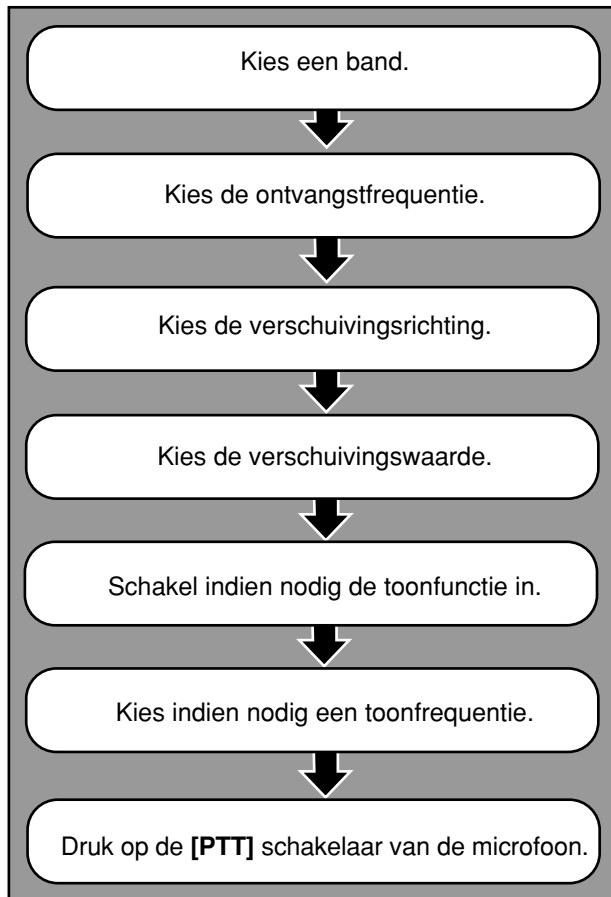 Kies een band.
Kies de ontvangstfrequentie.
Kies de verschuivingsrichting.
Kies de verschuivingswaarde.
Schakel indien nodig de toonfunctie in.
Kies indien nodig een toonfrequentie.
Druk op de [PTT] schakelaar van de microfoon.